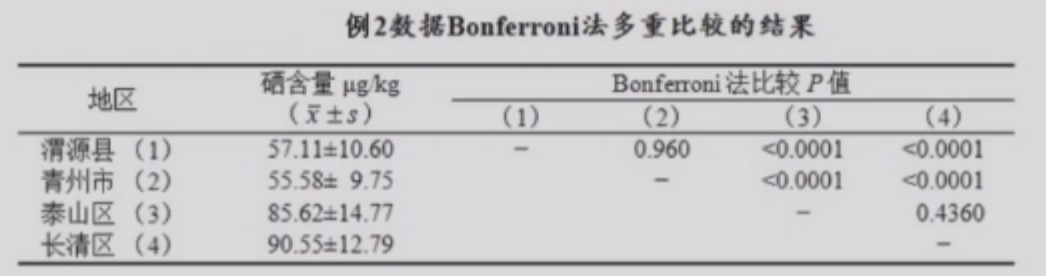 例2数据Bonferroni法多重比较的结果
地区 硒含量 μg/kg (x̄±s) Bonferroni 法比较 P 值
(1) (2) (3) (4)
渭源县（1） 57.11±10.60 − 0.960 <0.0001 <0.0001
青州市（2） 55.58± 9.75 − <0.0001 <0.0001
泰山区（3） 85.62±14.77 − 0.4360
长清区（4） 90.55±12.79 −